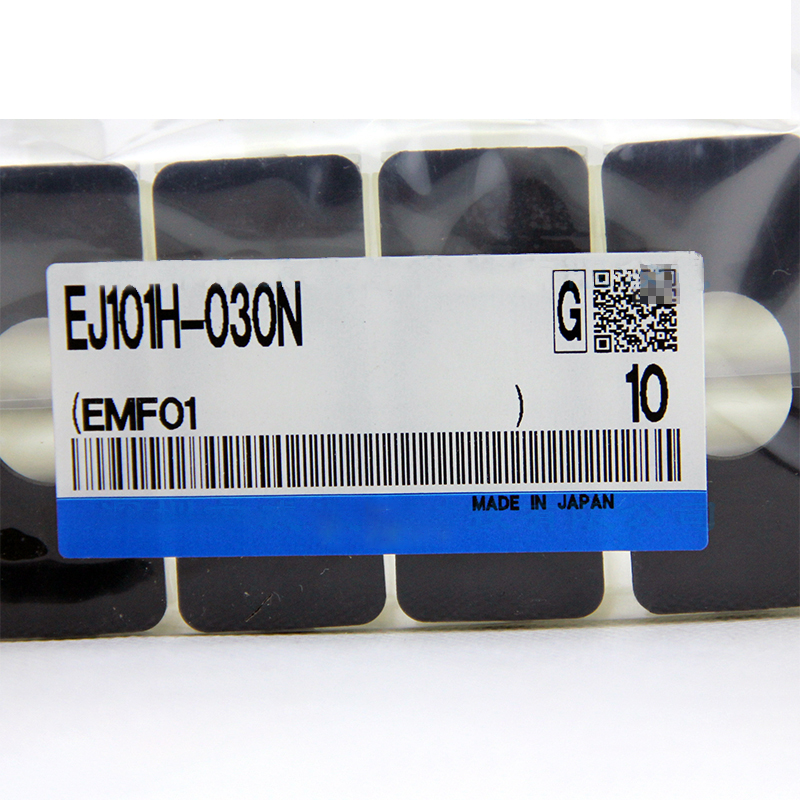 EJ101H-030N
G
(EMF01 )
10
MADE IN JAPAN